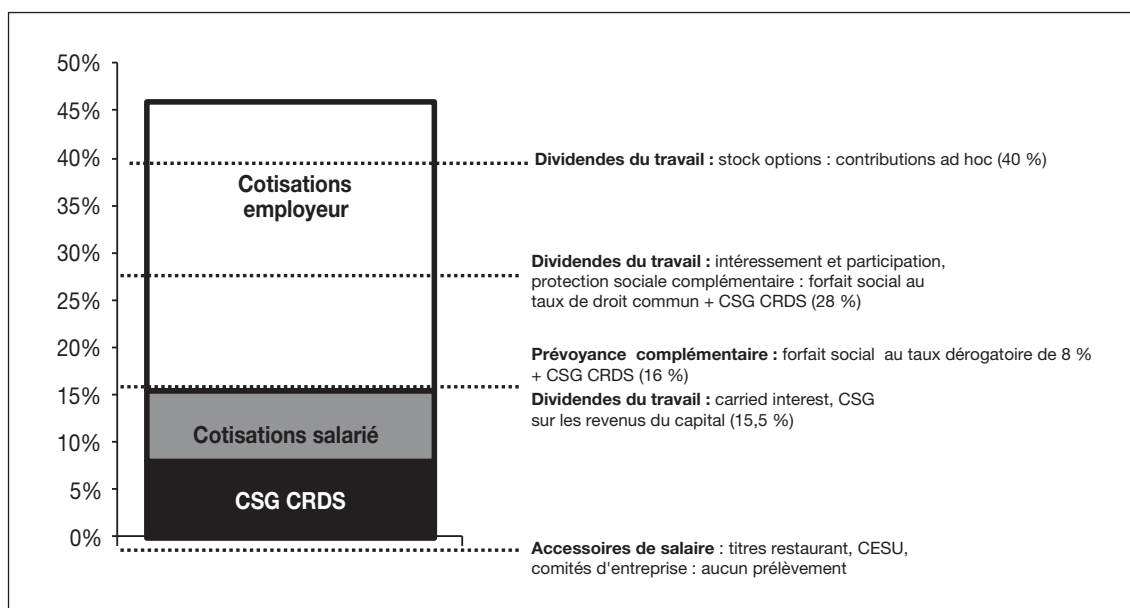 50%
45%
40%
35%
30%
25%
20%
15%
10%
5%
0%
Cotisations
employeur
Cotisations salarié
CSG CRDS
Dividendes du travail : stock options : contributions ad hoc (40 %)
Dividendes du travail : intéressement et participation,
protection sociale complémentaire : forfait social au
taux de droit commun + CSG CRDS (28 %)
Prévoyance complémentaire : forfait social au taux dérogatoire de 8 %
+ CSG CRDS (16 %)
Dividendes du travail : carried interest, CSG
sur les revenus du capital (15,5 %)
Accessoires de salaire : titres restaurant, CESU,
comités d'entreprise : aucun prélèvement